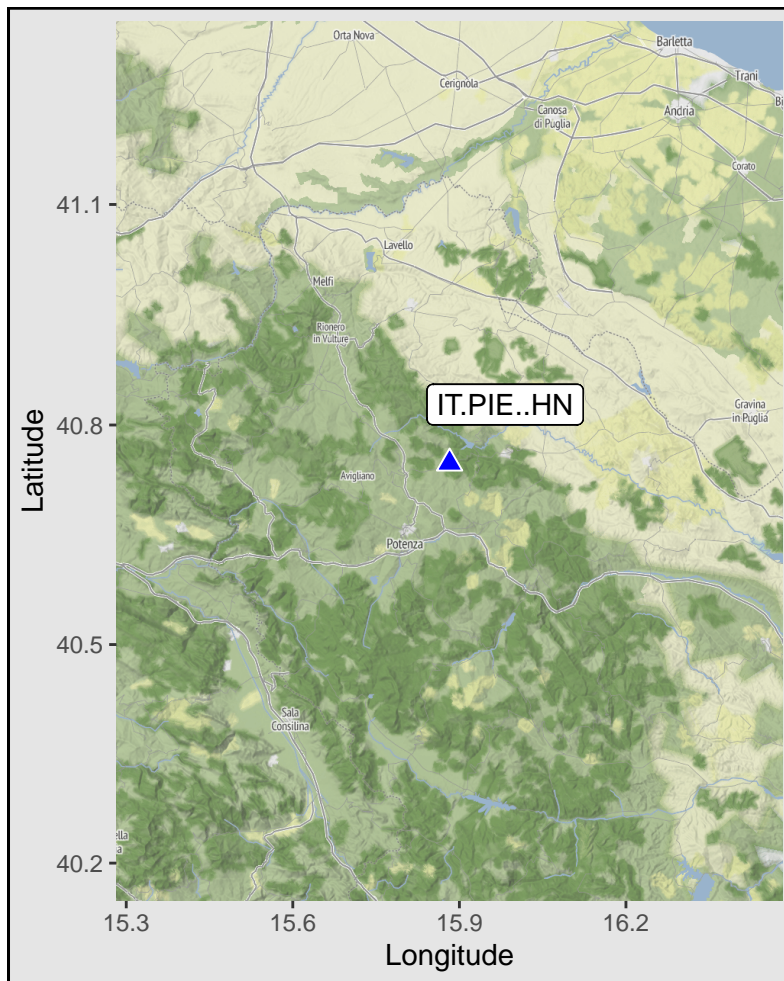 Orta Nova
Barletta
Trani
Cerignola
Canosa
di Puglia
Andria
Bi
Corato
41.1
Lavello
Melfi
Rionero
in Vulture
IT.PIE..HN
Gravina
in Puglia
40.8
Avigliano
Potenza
Latitude
40.5
Sala
Consilina
ella
a
40.2
15.3
15.6
15.9
16.2
Longitude